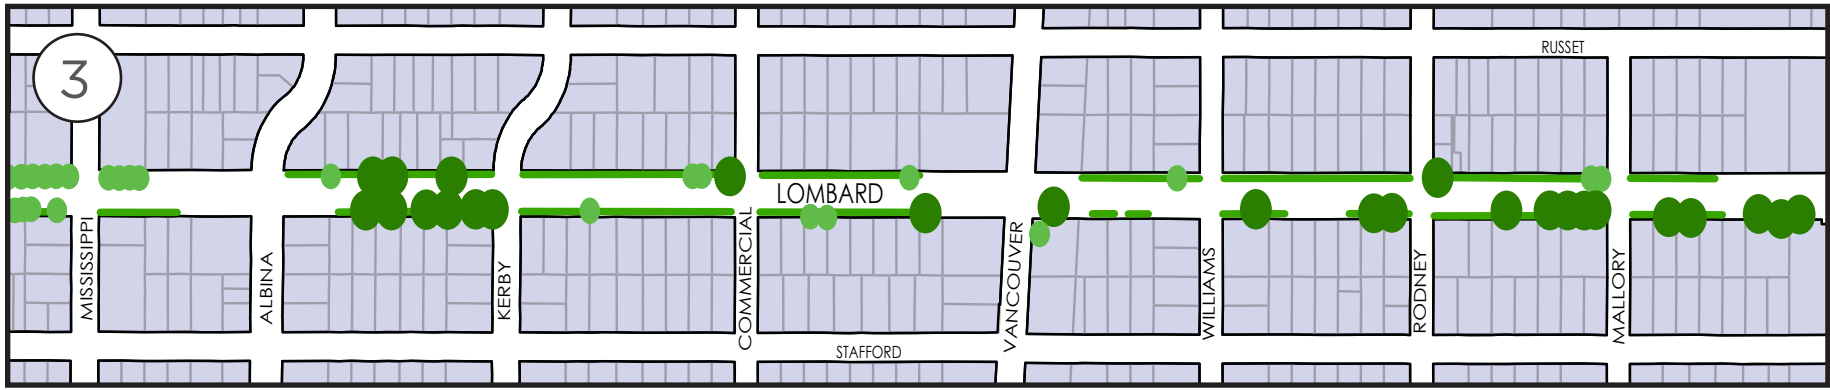 RUSSET
3
LOMBARD
MISSISSIPPI
ALBINA
KERBY
COMMERCIAL
VANCOUVER
WILLIAMS
RODNEY
MALLORY
STAFFORD